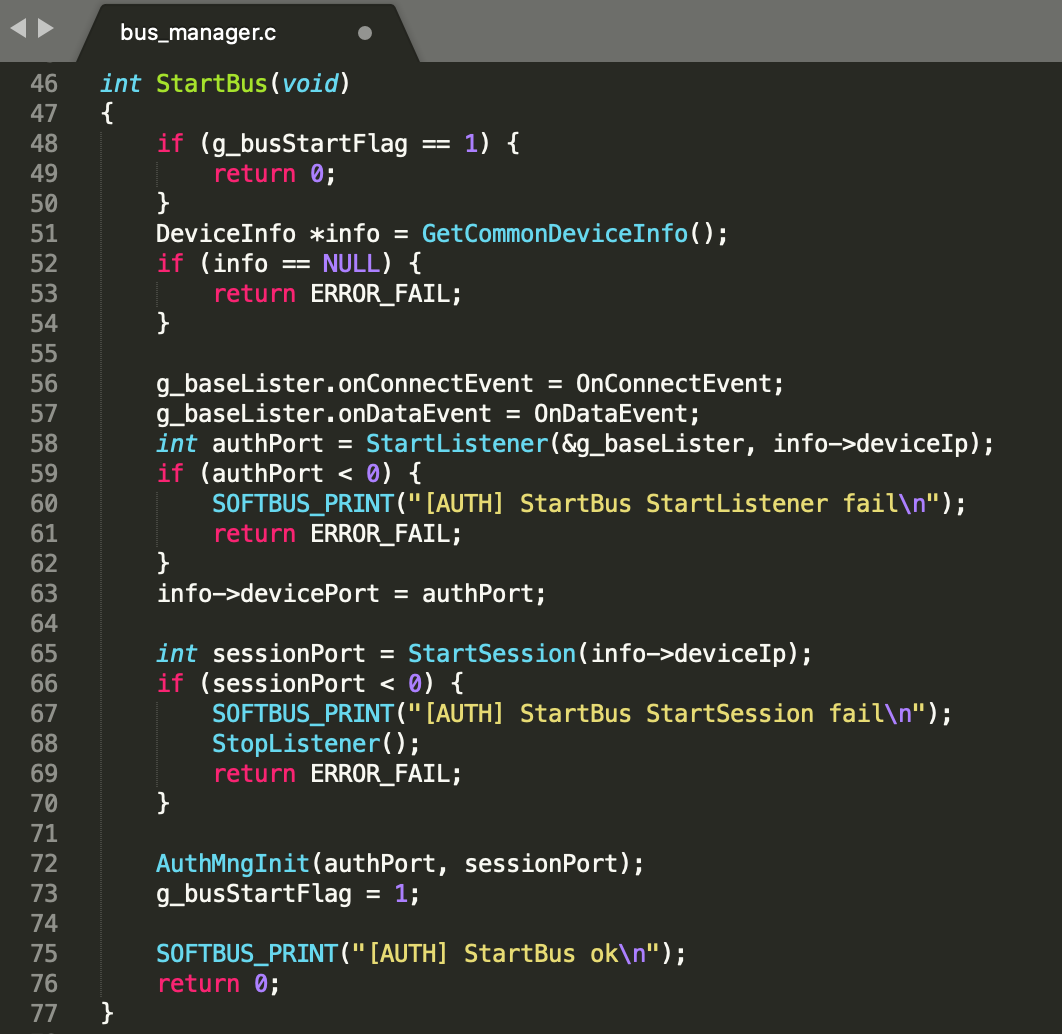 bus_manager.c
46 int StartBus(void)
47 {
48     if (g_busStartFlag == 1) {
49         return 0;
50     }
51     DeviceInfo *info = GetCommonDeviceInfo();
52     if (info == NULL) {
53         return ERROR_FAIL;
54     }
55
56     g_baseLister.onConnectEvent = OnConnectEvent;
57     g_baseLister.onDataEvent = OnDataEvent;
58     int authPort = StartListener(&g_baseLister, info->deviceIp);
59     if (authPort < 0) {
60         SOFTBUS_PRINT("[AUTH] StartBus StartListener fail\n");
61         return ERROR_FAIL;
62     }
63     info->devicePort = authPort;
64
65     int sessionPort = StartSession(info->deviceIp);
66     if (sessionPort < 0) {
67         SOFTBUS_PRINT("[AUTH] StartBus StartSession fail\n");
68         StopListener();
69         return ERROR_FAIL;
70     }
71
72     AuthMngInit(authPort, sessionPort);
73     g_busStartFlag = 1;
74
75     SOFTBUS_PRINT("[AUTH] StartBus ok\n");
76     return 0;
77 }